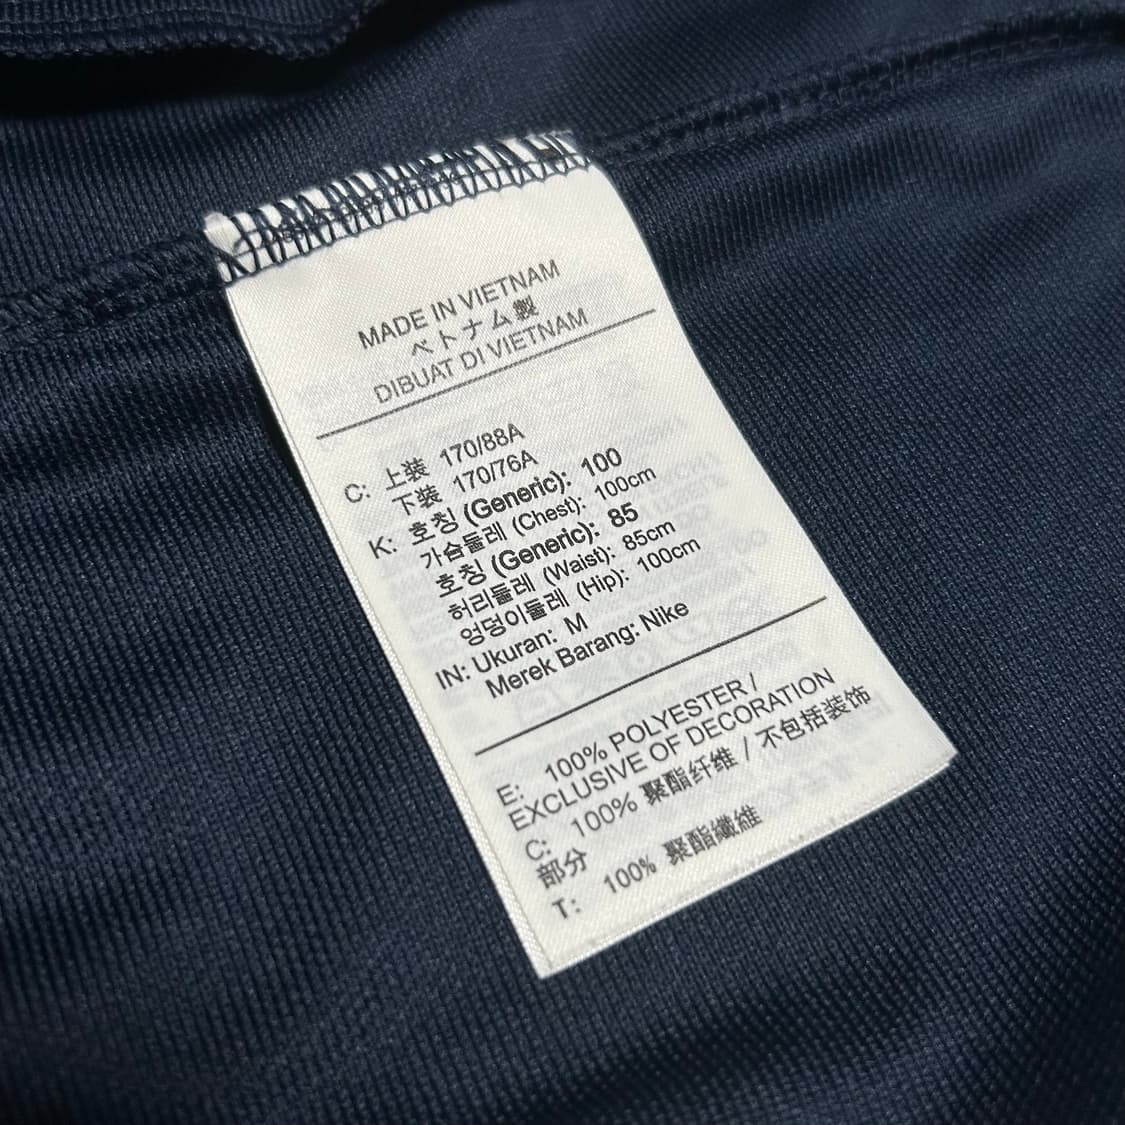 MADE IN VIETNAM
ベトナム製
DIBUAT DI VIETNAM
C: 上装 170/88A
下装 170/76A
K: 호칭 (Generic): 100
가슴둘레 (Chest): 100cm
호칭 (Generic): 85
허리둘레 (Waist): 85cm
엉덩이둘레 (Hip): 100cm
IN: Ukuran: M
Merek Barang: Nike
E: 100% POLYESTER /
EXCLUSIVE OF DECORATION
C: 100% 聚酯纤维 / 不包括装饰
部分
T: 100% 聚酯纖維